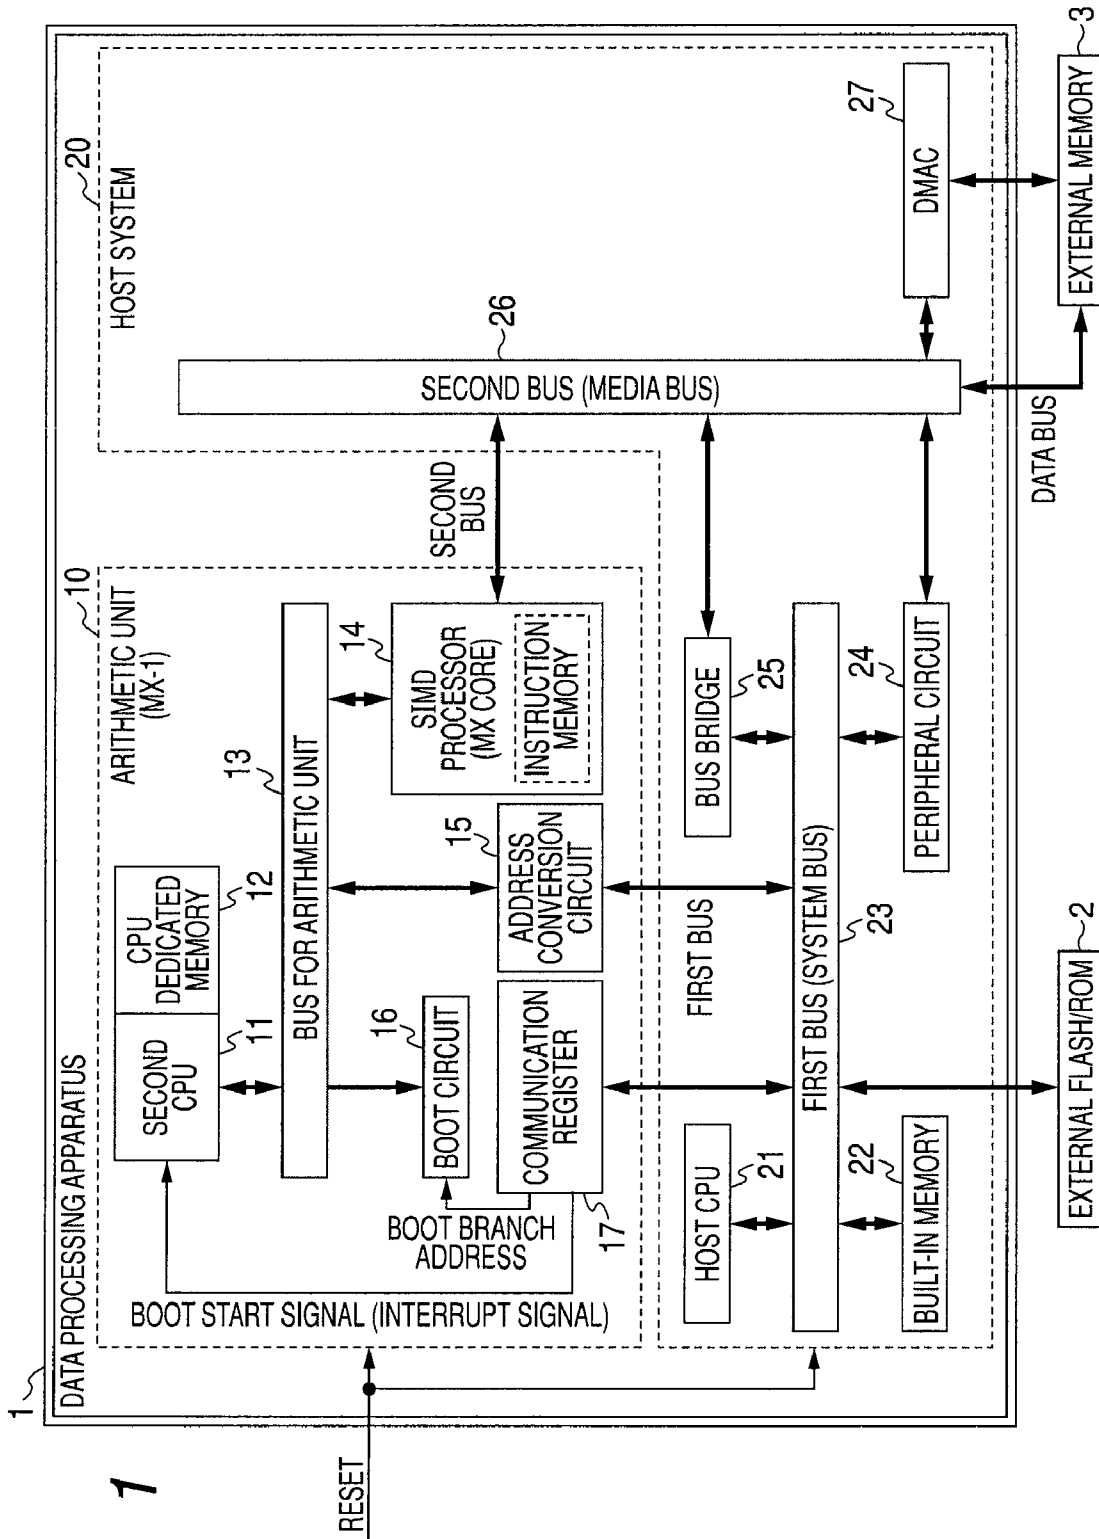 1
1
DATA PROCESSING APPARATUS
RESET
10
ARITHMETIC UNIT
(MX-1)
SECOND
CPU
11
CPU
DEDICATED
MEMORY
12
BUS FOR ARITHMETIC UNIT
13
BOOT CIRCUIT
16
BOOT BRANCH
ADDRESS
COMMUNICATION
REGISTER
17
ADDRESS
CONVERSION
CIRCUIT
15
SIMD
PROCESSOR
(MX CORE)
14
INSTRUCTION
MEMORY
BOOT START SIGNAL (INTERRUPT SIGNAL)
20
HOST SYSTEM
SECOND
BUS
SECOND BUS (MEDIA BUS)
26
FIRST BUS
HOST CPU
21
BUS BRIDGE
25
FIRST BUS (SYSTEM BUS)
23
BUILT-IN MEMORY
22
PERIPHERAL CIRCUIT
24
DMAC
27
DATA BUS
EXTERNAL FLASH/ROM
2
EXTERNAL MEMORY
3